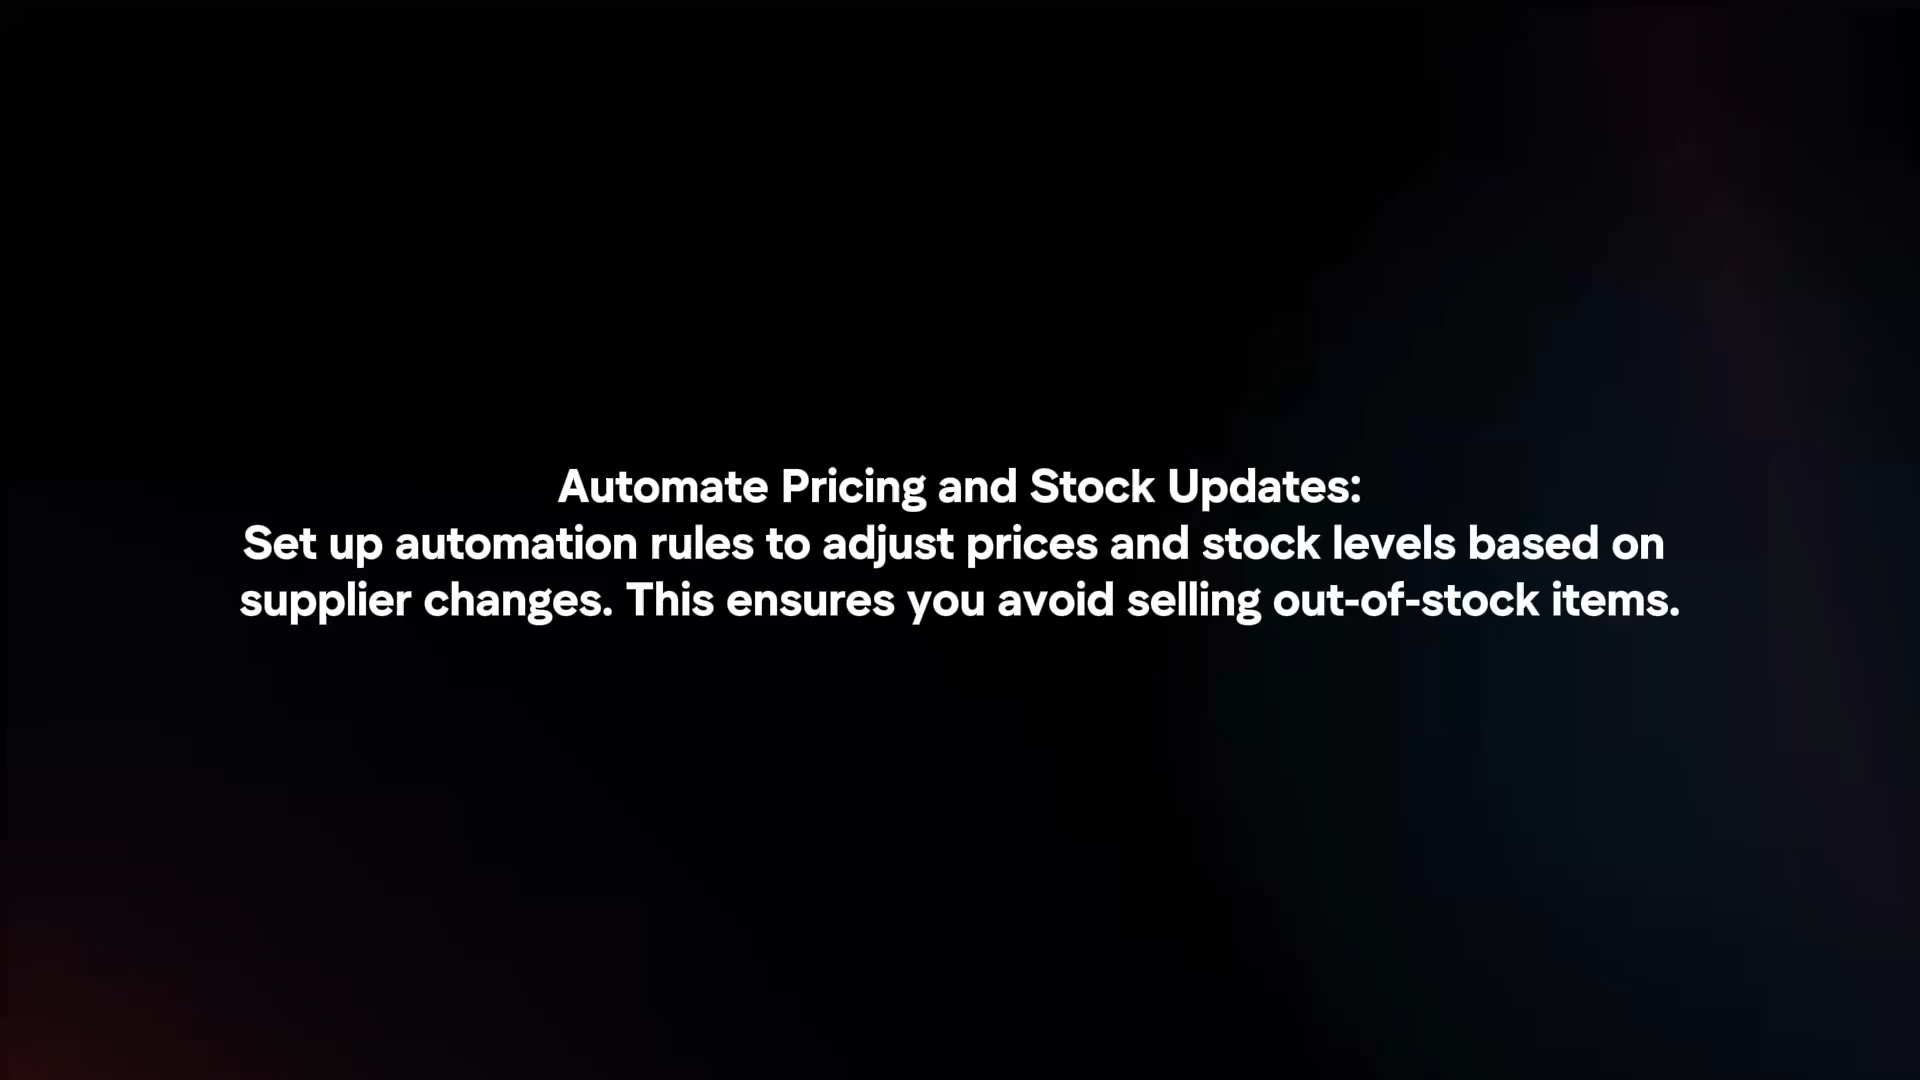 Automate Pricing and Stock Updates:
Set up automation rules to adjust prices and stock levels based on
supplier changes. This ensures you avoid selling out-of-stock items.